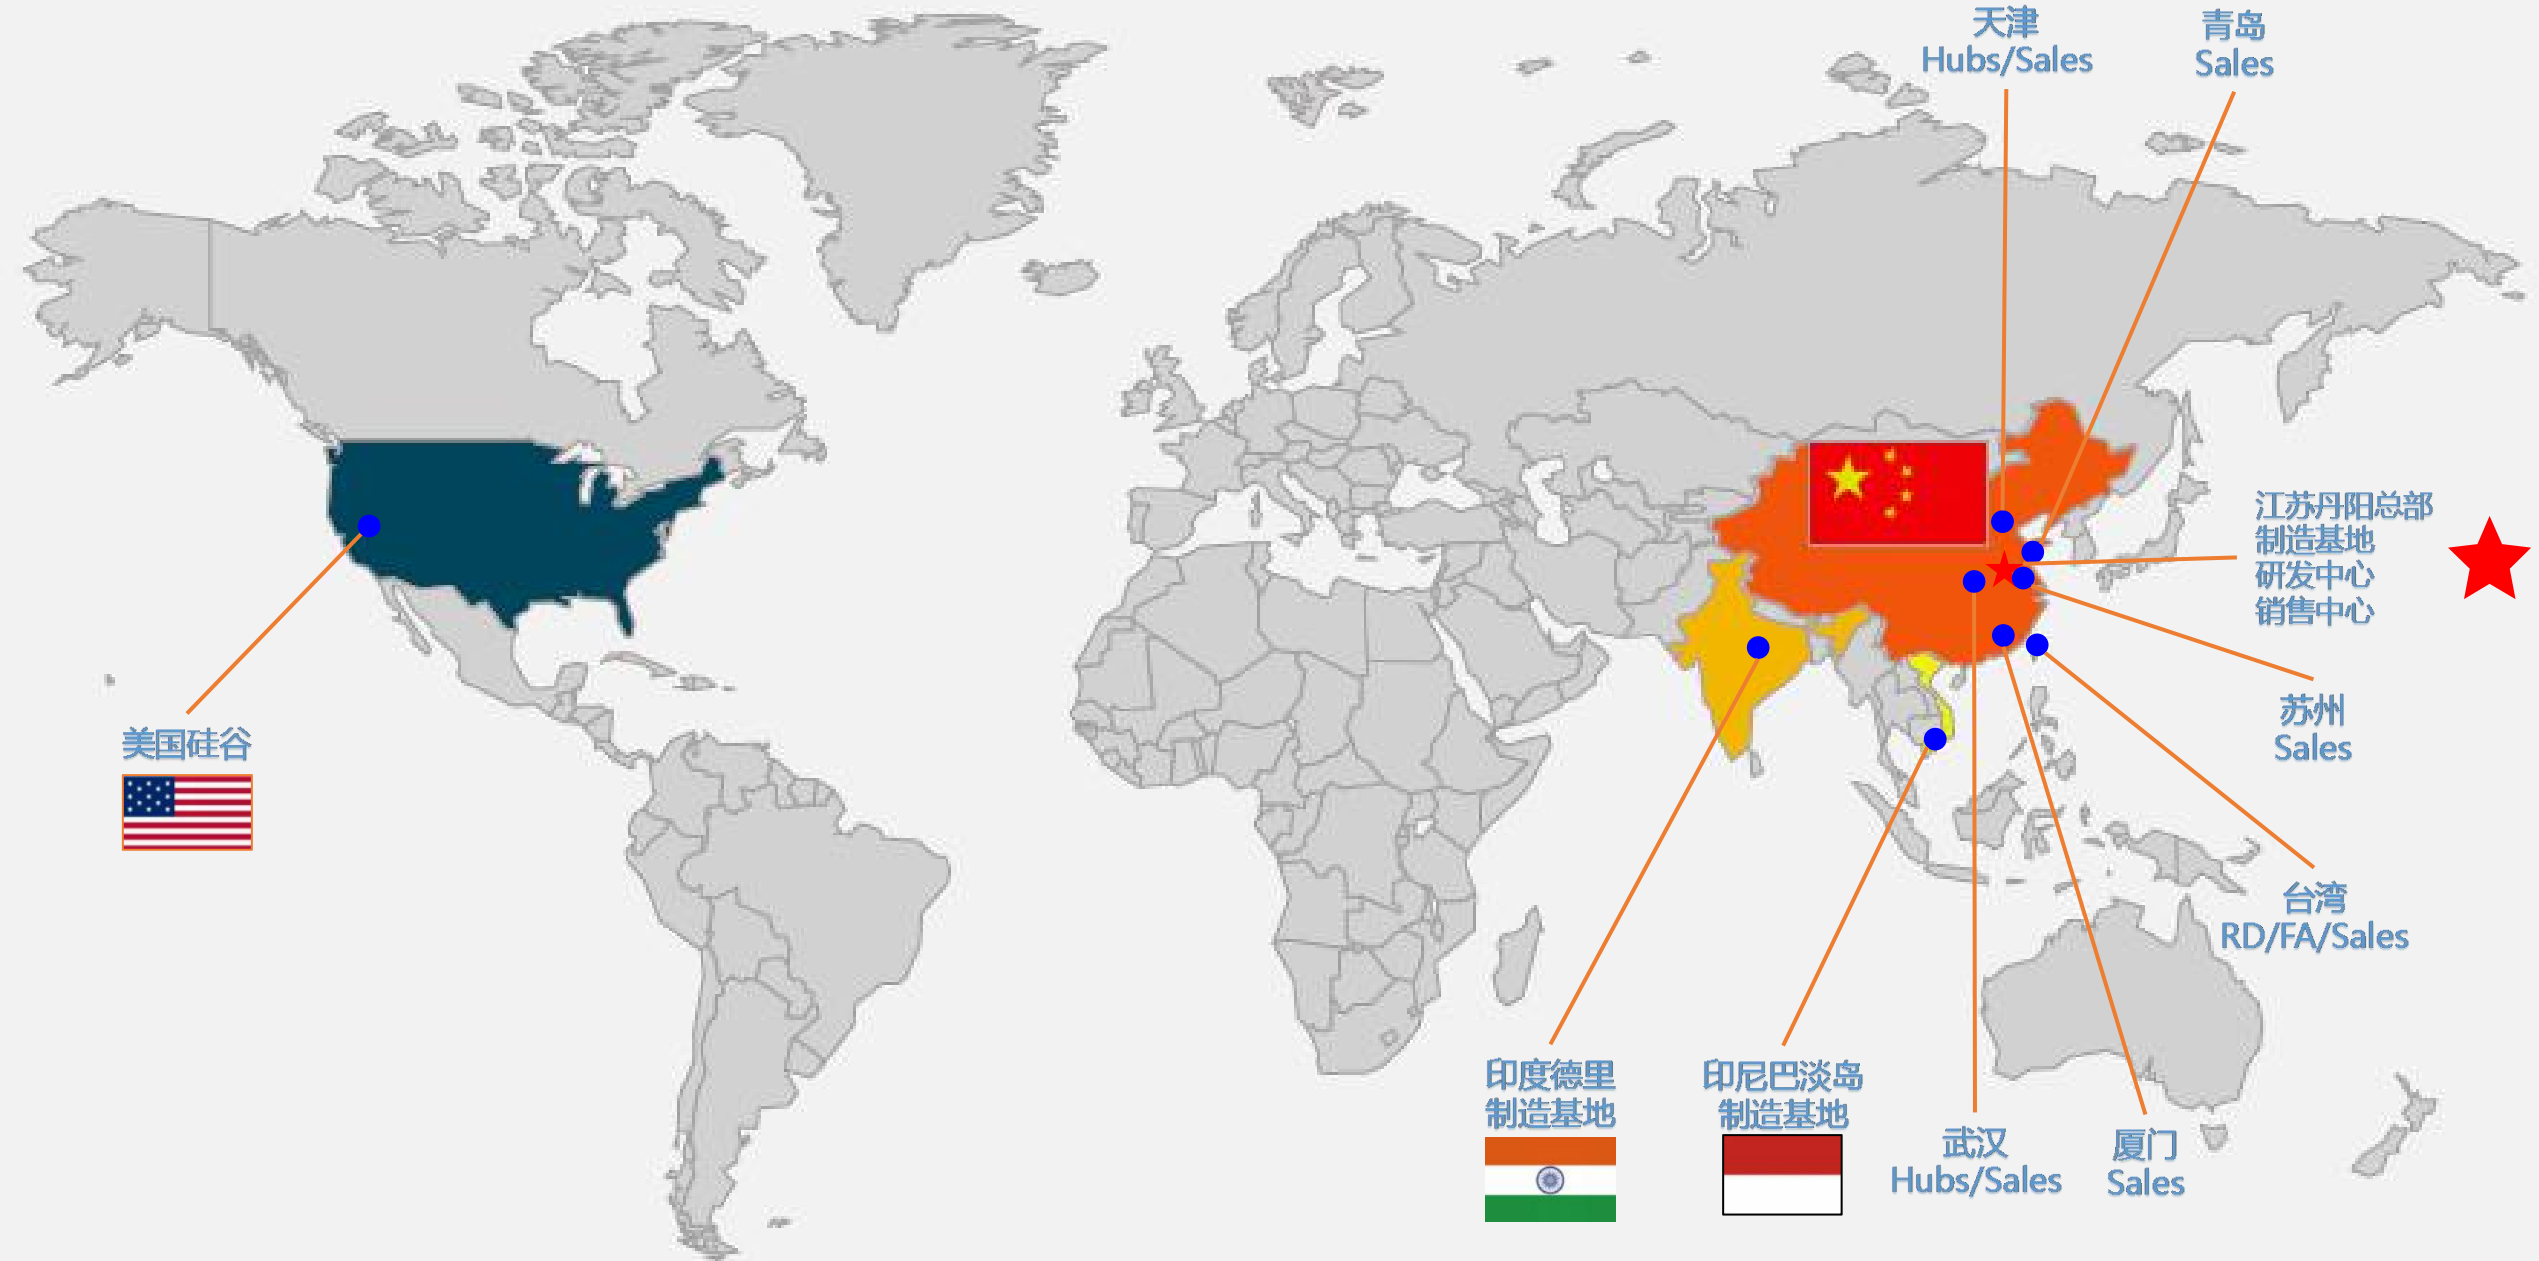 天津
Hubs/Sales
青岛
Sales
江苏丹阳总部
制造基地
研发中心
销售中心
苏州
Sales
美国硅谷
台湾
RD/FA/Sales
印度德里
制造基地
印尼巴淡岛
制造基地
武汉
Hubs/Sales
厦门
Sales